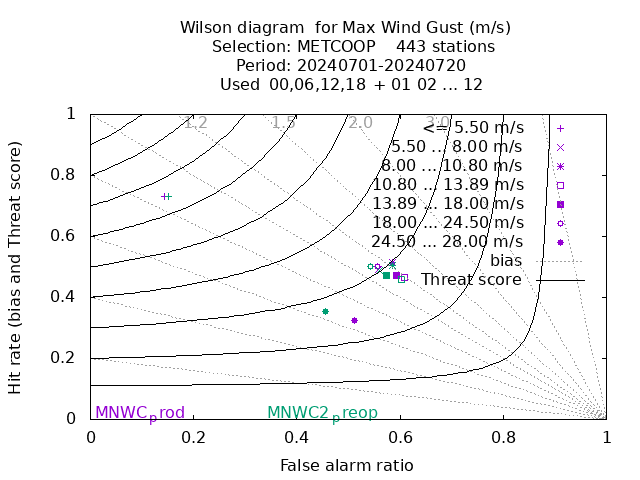 Wilson diagram  for Max Wind Gust (m/s)
Selection: METCOOP    443 stations
Period: 20240701-20240720
Used  00,06,12,18  + 01 02 ... 12
Hit rate (bias and Threat score)
1
0.8
0.6
0.4
0.2
0
1.2
1.5
2.0
3.0
<= 5.50 m/s
5.50 ... 8.00 m/s
8.00 ... 10.80 m/s
10.80 ... 13.89 m/s
13.89 ... 18.00 m/s
18.00 ... 24.50 m/s
24.50 ... 28.00 m/s
bias
Threat score
MNWCprod MNWC2preop
0 0.2 0.4 0.6 0.8 1
False alarm ratio